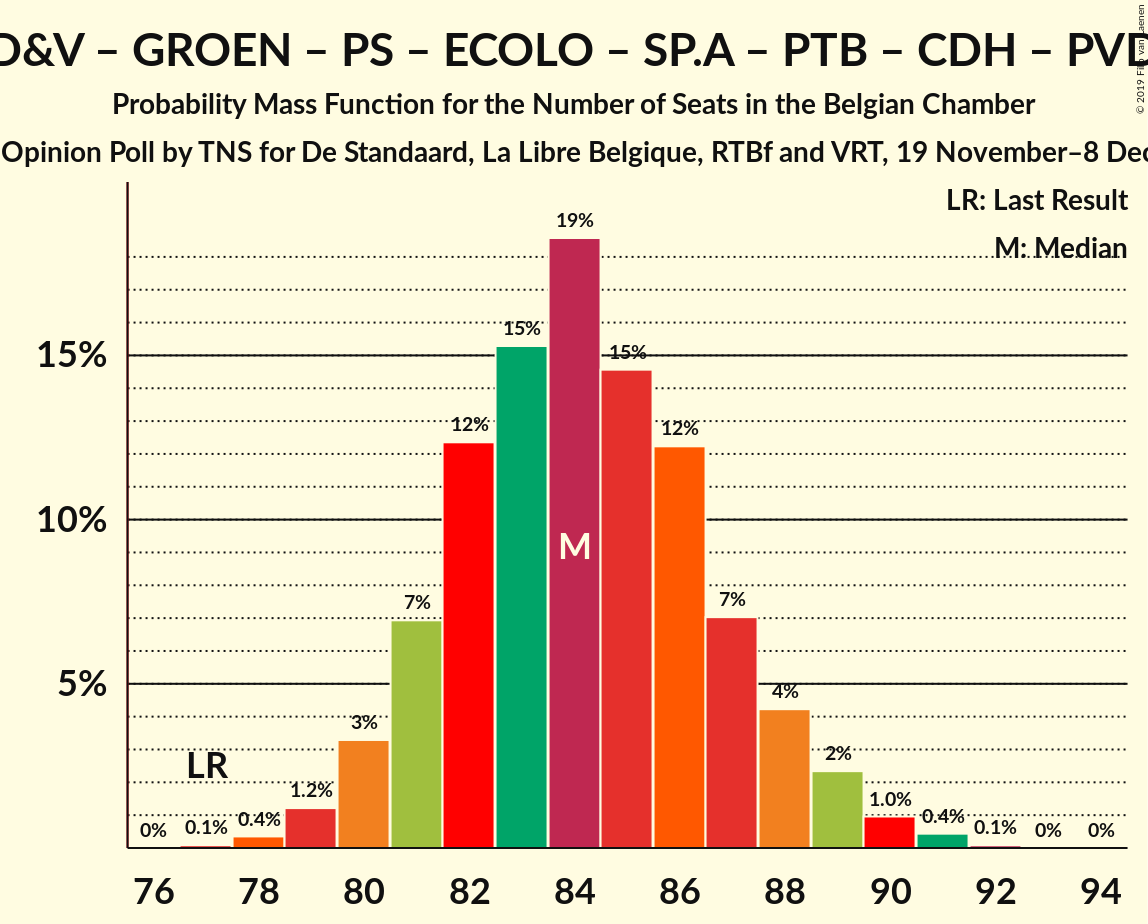 D&V – GROEN – PS – ECOLO – SP.A – PTB – CDH – PVD
Probability Mass Function for the Number of Seats in the Belgian Chamber
Opinion Poll by TNS for De Standaard, La Libre Belgique, RTBf and VRT, 19 November–8 Dec
© 2019 Filip van Laenen
LR: Last Result
M: Median
19%
15%
15%
15%
12%
12%
10%
M
7%
7%
5%
4%
3%
LR
2%
1.2%
1.0%
0%
0.1%
0.4%
0.4%
0.1%
0%
0%
76 78 80 82 84 86 88 90 92 94